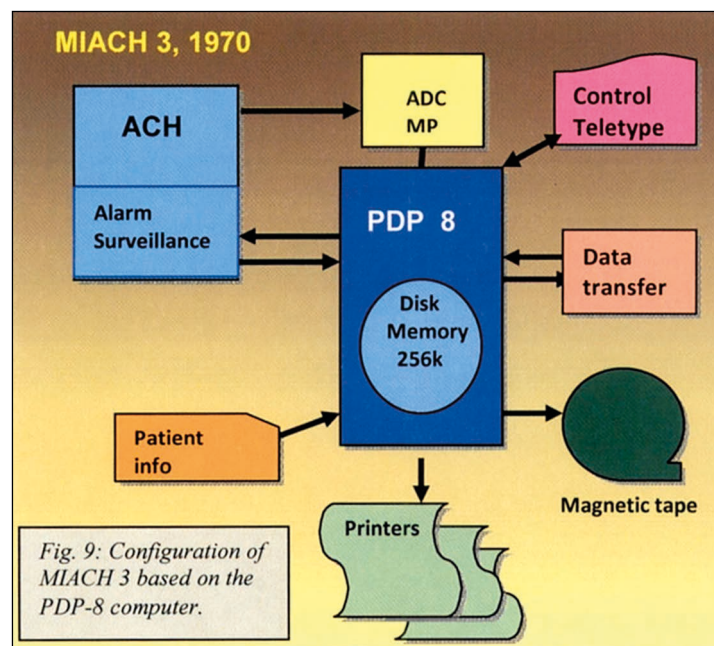 MIACH 3, 1970
ACH
ADC
MP
Control
Teletype
Alarm
Surveillance
PDP 8
Data
transfer
Disk
Memory
256k
Patient
info
Magnetic tape
Printers
Fig. 9: Configuration of
MIACH 3 based on the
PDP-8 computer.